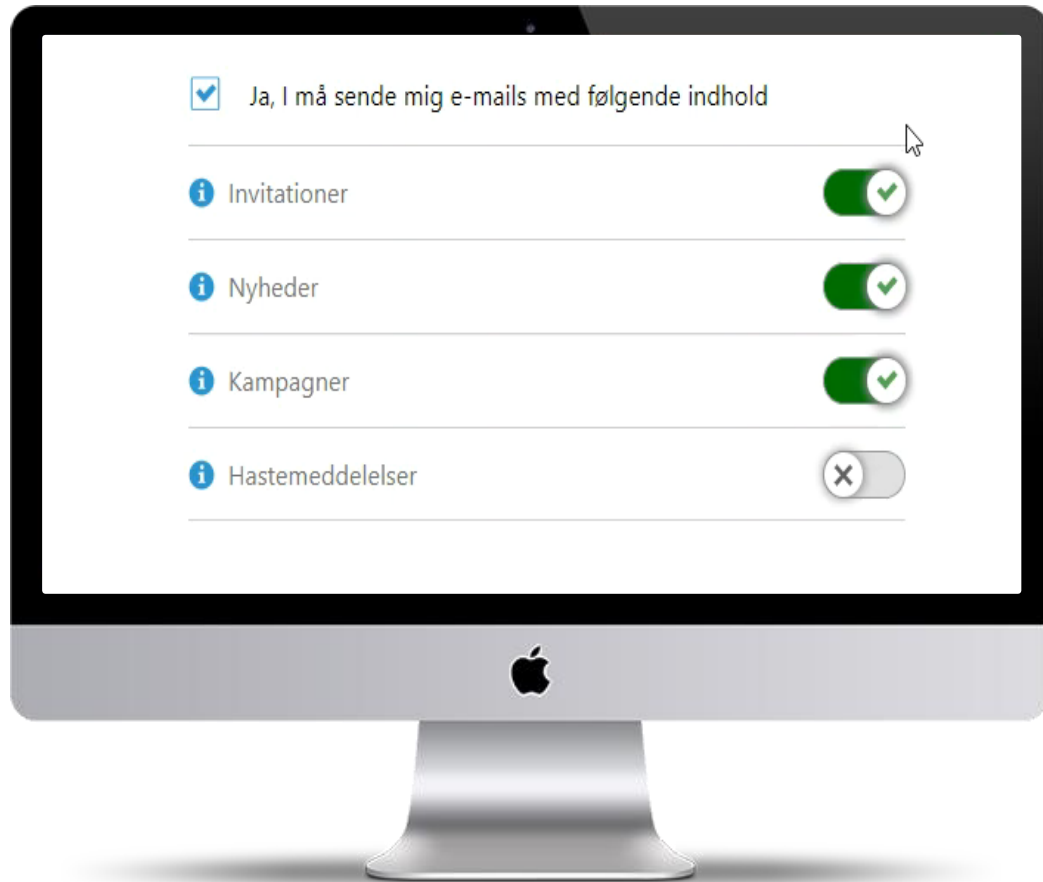 Ja, I må sende mig e-mails med følgende indhold
Invitationer
Nyheder
Kampagner
Hastemeddelelser